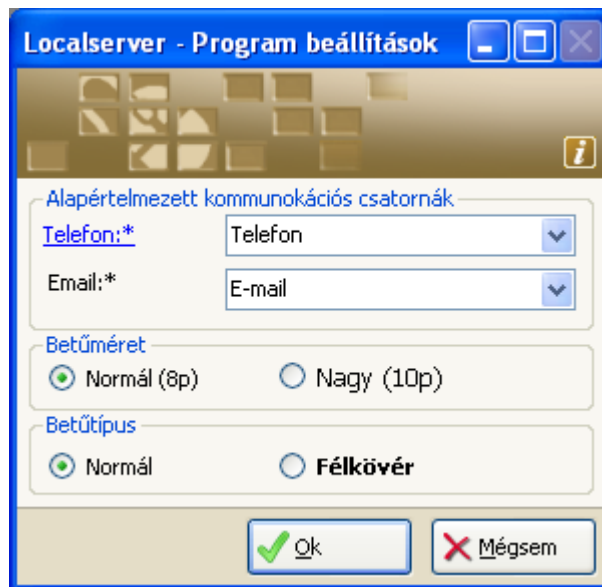 Localserver - Program beállítások
i
Alapértelmezett kommunokációs csatornák
Telefon:* Telefon
Email:* E-mail
Betűméret
Normál (8p) Nagy (10p)
Betűtípus
Normál Félkövér
Ok Mégsem